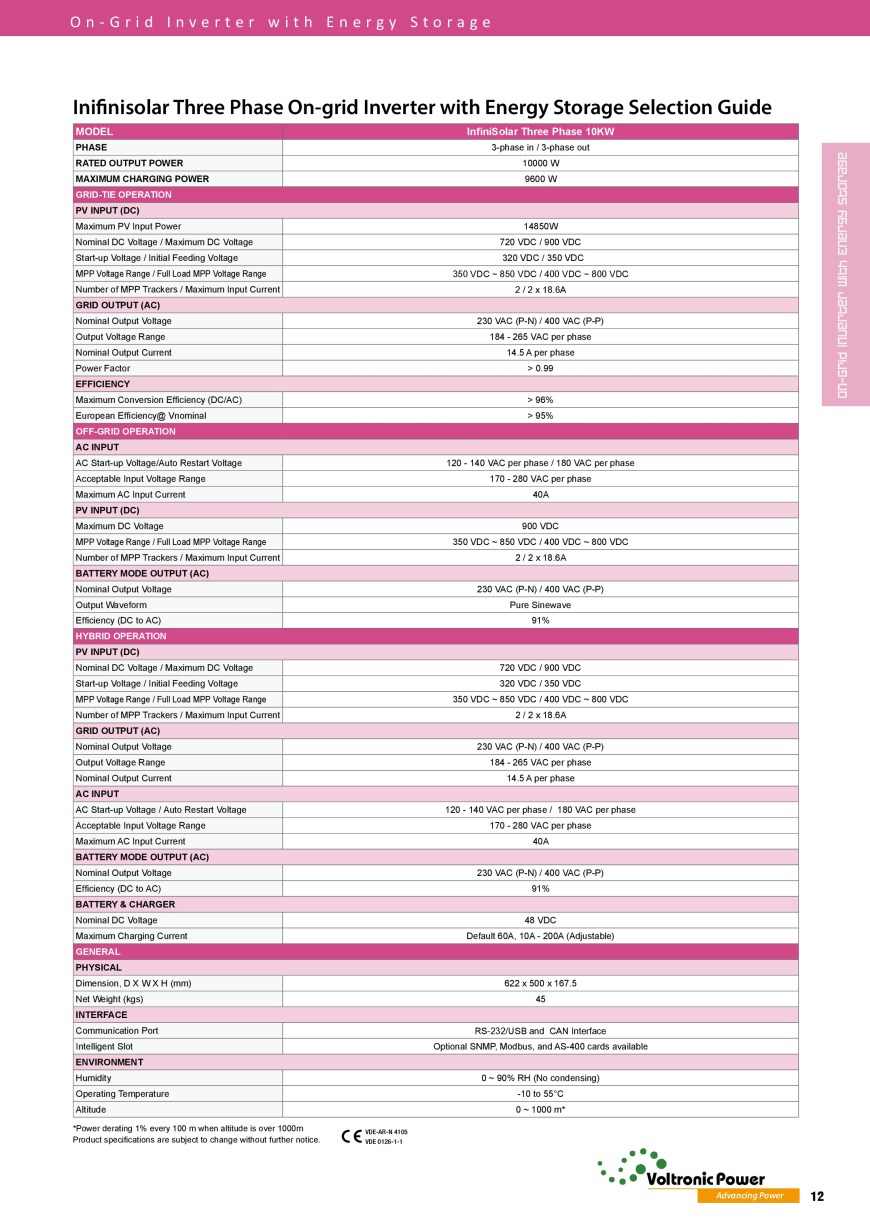 On-Grid Inverter with Energy Storage
Inifinisolar Three Phase On-grid Inverter with Energy Storage Selection Guide
MODEL InfiniSolar Three Phase 10KW
PHASE 3-phase in / 3-phase out
RATED OUTPUT POWER 10000 W
MAXIMUM CHARGING POWER 9600 W
GRID-TIE OPERATION
PV INPUT (DC)
Maximum PV Input Power 14850W
Nominal DC Voltage / Maximum DC Voltage 720 VDC / 900 VDC
Start-up Voltage / Initial Feeding Voltage 320 VDC / 350 VDC
MPP Voltage Range / Full Load MPP Voltage Range 350 VDC ~ 850 VDC / 400 VDC ~ 800 VDC
Number of MPP Trackers / Maximum Input Current 2 / 2 x 18.6A
GRID OUTPUT (AC)
Nominal Output Voltage 230 VAC (P-N) / 400 VAC (P-P)
Output Voltage Range 184 - 265 VAC per phase
Nominal Output Current 14.5 A per phase
Power Factor > 0.99
EFFICIENCY
Maximum Conversion Efficiency (DC/AC) > 96%
European Efficiency@ Vnominal > 95%
OFF-GRID OPERATION
AC INPUT
AC Start-up Voltage/Auto Restart Voltage 120 - 140 VAC per phase / 180 VAC per phase
Acceptable Input Voltage Range 170 - 280 VAC per phase
Maximum AC Input Current 40A
PV INPUT (DC)
Maximum DC Voltage 900 VDC
MPP Voltage Range / Full Load MPP Voltage Range 350 VDC ~ 850 VDC / 400 VDC ~ 800 VDC
Number of MPP Trackers / Maximum Input Current 2 / 2 x 18.6A
BATTERY MODE OUTPUT (AC)
Nominal Output Voltage 230 VAC (P-N) / 400 VAC (P-P)
Output Waveform Pure Sinewave
Efficiency (DC to AC) 91%
HYBRID OPERATION
PV INPUT (DC)
Nominal DC Voltage / Maximum DC Voltage 720 VDC / 900 VDC
Start-up Voltage / Initial Feeding Voltage 320 VDC / 350 VDC
MPP Voltage Range / Full Load MPP Voltage Range 350 VDC ~ 850 VDC / 400 VDC ~ 800 VDC
Number of MPP Trackers / Maximum Input Current 2 / 2 x 18.6A
GRID OUTPUT (AC)
Nominal Output Voltage 230 VAC (P-N) / 400 VAC (P-P)
Output Voltage Range 184 - 265 VAC per phase
Nominal Output Current 14.5 A per phase
AC INPUT
AC Start-up Voltage / Auto Restart Voltage 120 - 140 VAC per phase / 180 VAC per phase
Acceptable Input Voltage Range 170 - 280 VAC per phase
Maximum AC Input Current 40A
BATTERY MODE OUTPUT (AC)
Nominal Output Voltage 230 VAC (P-N) / 400 VAC (P-P)
Efficiency (DC to AC) 91%
BATTERY & CHARGER
Nominal DC Voltage 48 VDC
Maximum Charging Current Default 60A, 10A - 200A (Adjustable)
GENERAL
PHYSICAL
Dimension, D X W X H (mm) 622 x 500 x 167.5
Net Weight (kgs) 45
INTERFACE
Communication Port RS-232/USB and CAN Interface
Intelligent Slot Optional SNMP, Modbus, and AS-400 cards available
ENVIRONMENT
Humidity 0 ~ 90% RH (No condensing)
Operating Temperature -10 to 55°C
Altitude 0 ~ 1000 m*
*Power derating 1% every 100 m when altitude is over 1000m
Product specifications are subject to change without further notice.
CE VDE-AR-N 4105
VDE 0126-1-1
On-Grid Inverter with Energy Storage
Voltronic Power
Advancing Power 12